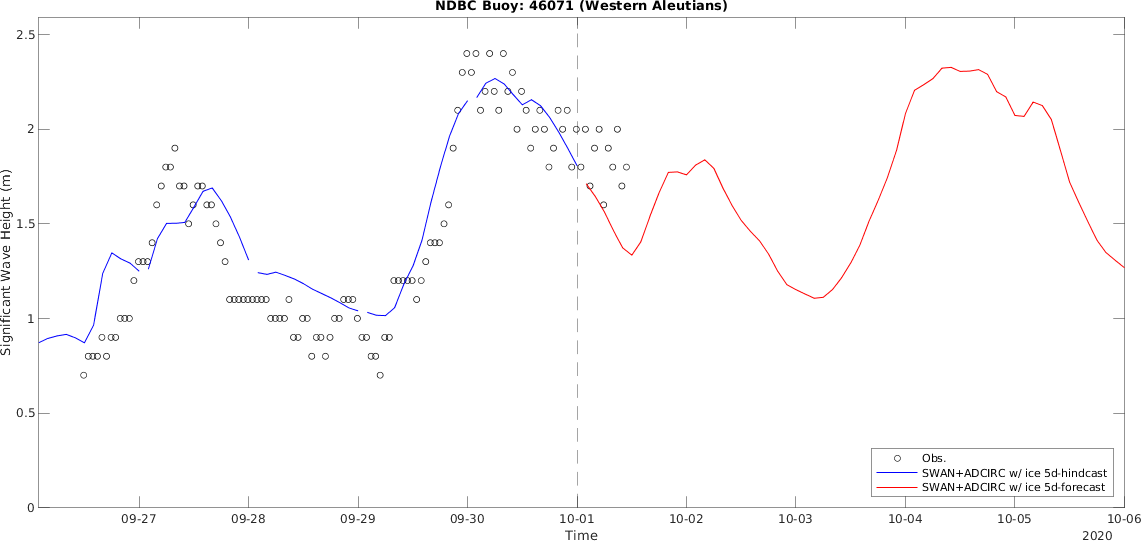 NDBC Buoy: 46071 (Western Aleutians)
2.5
2
1.5
1
0.5
0
Significant Wave Height (m)
Obs.
SWAN+ADCIRC w/ ice 5d-hindcast
SWAN+ADCIRC w/ ice 5d-forecast
09-27 09-28 09-29 09-30 10-01 10-02 10-03 10-04 10-05 10-06
Time
2020